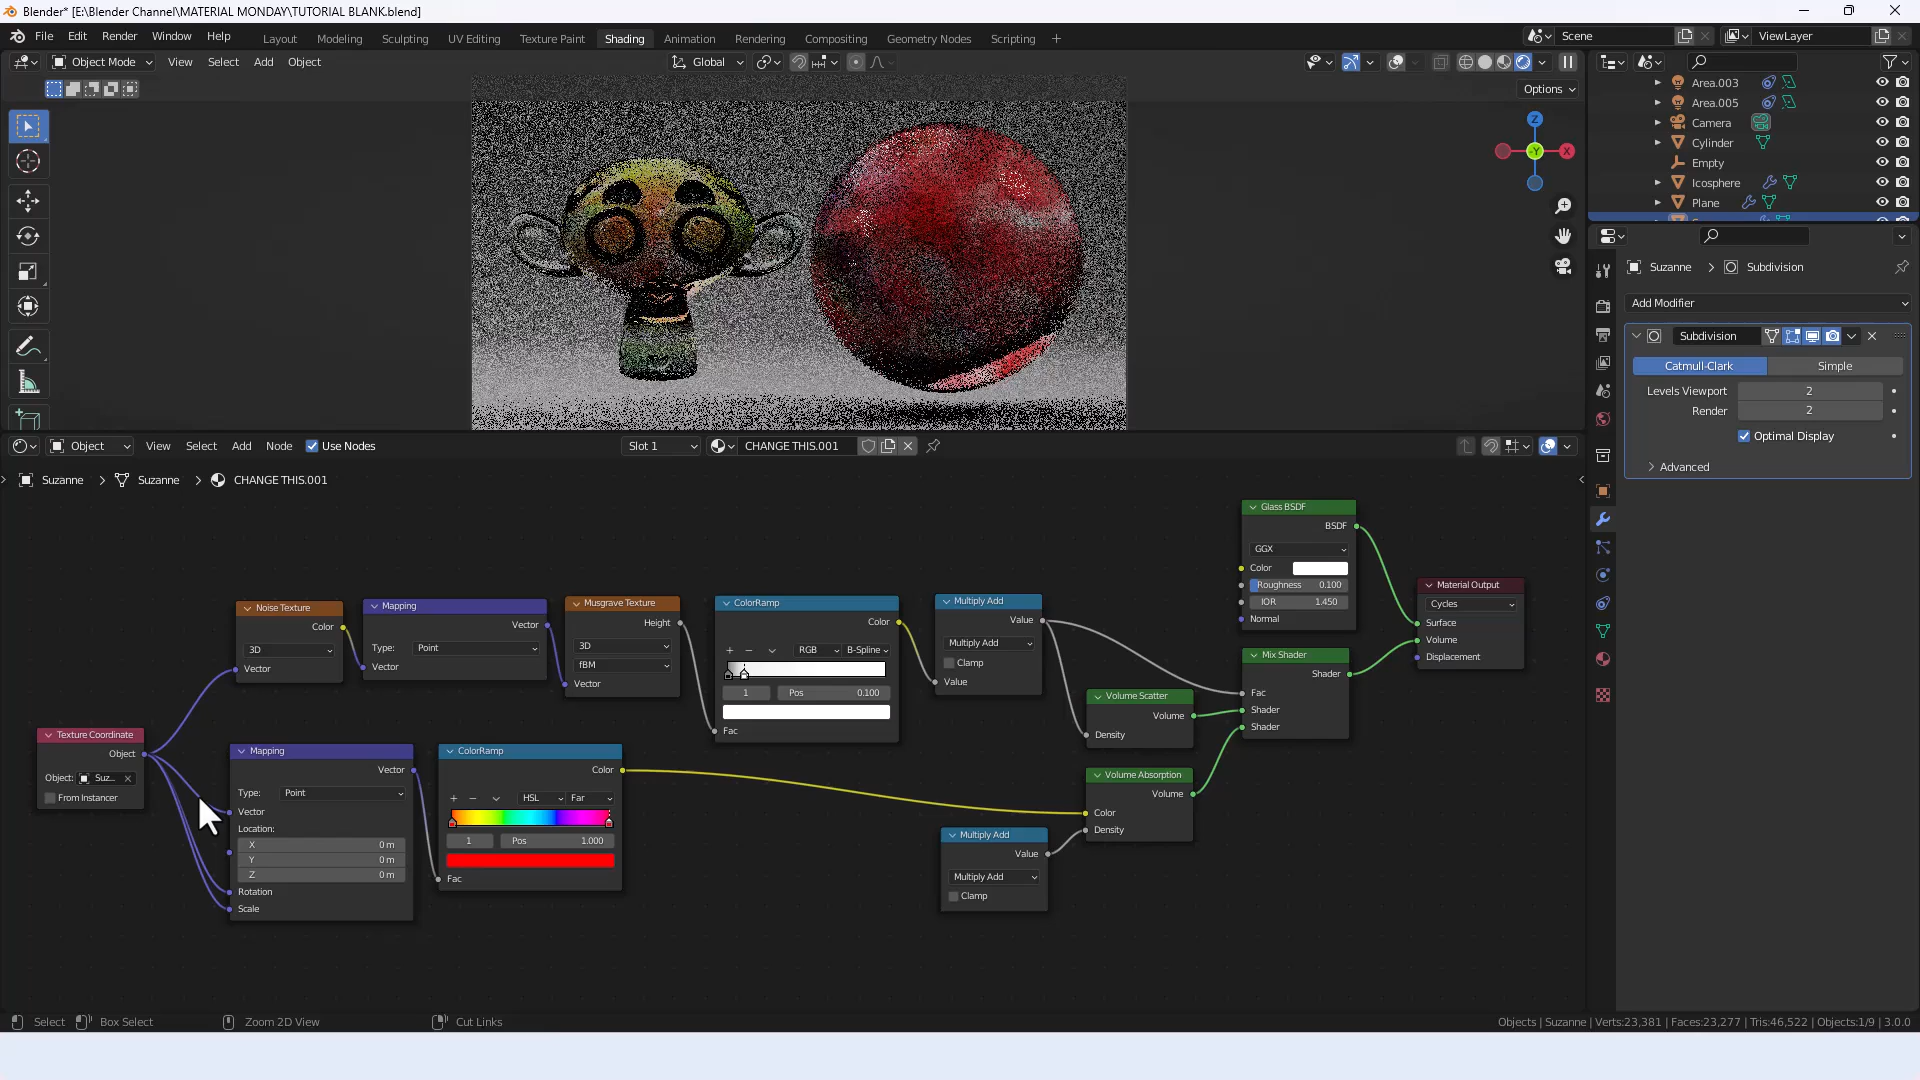 Blender* [E:\Blender Channel\MATERIAL MONDAY\TUTORIAL BLANK.blend]
File Edit Render Window Help Layout Modeling Sculpting UV Editing Texture Paint Shading Animation Rendering Compositing Geometry Nodes Scripting + Scene ViewLayer
Object Mode View Select Add Object Global
Options
Z
X
-Y
Area.003
Area.005
Camera
Cylinder
Empty
Icosphere
Plane
Suzanne > Subdivision
Add Modifier
Subdivision
Catmull-Clark Simple
Levels Viewport 2
Render 2
Optimal Display
Advanced
Object View Select Add Node Use Nodes Slot 1 CHANGE THIS.001
Suzanne > Suzanne > CHANGE THIS.001
Glass BSDF
BSDF
GGX
Color
Roughness 0.100
IOR 1.450
Normal
Material Output
Cycles
Surface
Volume
Displacement
Noise Texture
Color
3D
Vector
Mapping
Vector
Type: Point
Vector
Musgrave Texture
Height
3D
fBM
Vector
ColorRamp
Color
+ − RGB B-Spline
1 Pos 0.100
Fac
Multiply Add
Value
Multiply Add
Clamp
Value
Volume Scatter
Volume
Density
Mix Shader
Shader
Fac
Shader
Shader
Texture Coordinate
Object
Object: Suz...
From Instancer
Mapping
Vector
Type: Point
Vector
Location:
X 0 m
Y 0 m
Z 0 m
Rotation
Scale
ColorRamp
Color
+ − HSL Far
1 Pos 1.000
Fac
Volume Absorption
Volume
Color
Density
Multiply Add
Value
Multiply Add
Clamp
Select Box Select Zoom 2D View Cut Links Objects | Suzanne | Verts:23,381 | Faces:23,277 | Tris:46,522 | Objects:1/9 | 3.0.0